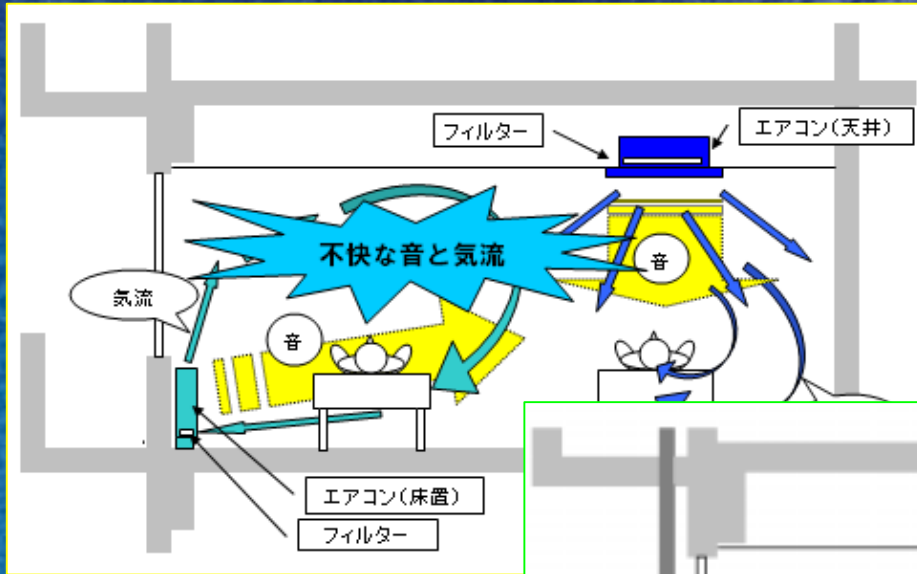 フィルター
エアコン(天井)
不快な音と気流
音
気流
音
エアコン(床置)
フィルター